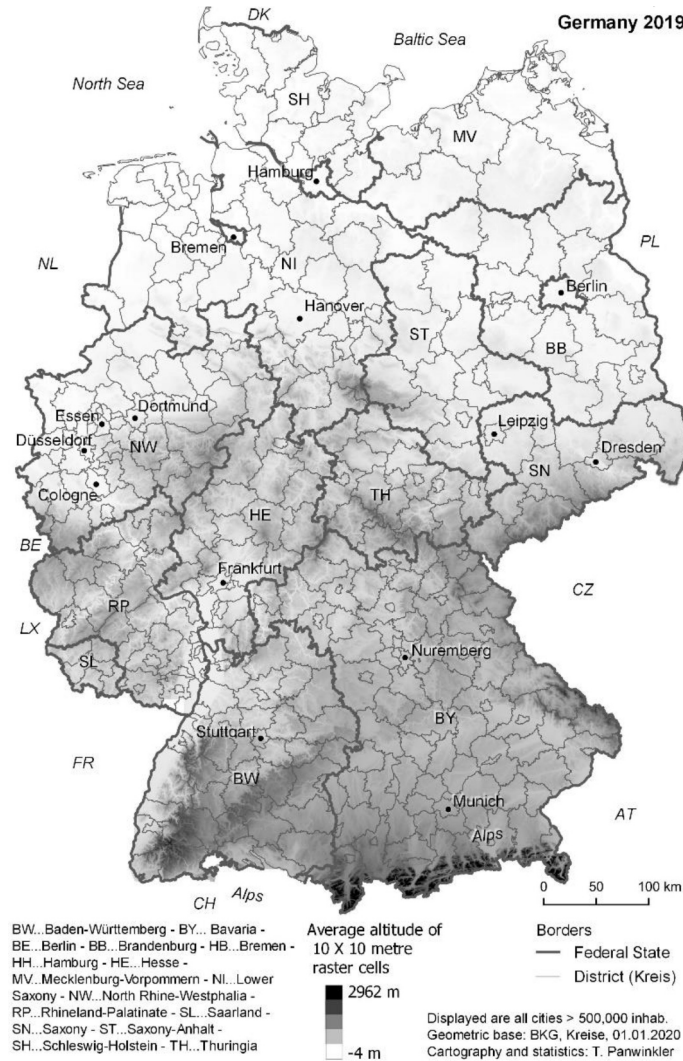 DK
Germany 2019
Baltic Sea
North Sea
SH
MV
Hamburg
Bremen
PL
NL
NI
Berlin
Hanover
ST
BB
Essen
Dortmund
Leipzig
Düsseldorf
NW
Dresden
SN
Cologne
TH
HE
BE
Frankfurt
CZ
RP
LX
SL
Nuremberg
BY
Stuttgart
FR
BW
Munich
AT
Alps
Alps
CH
0 50 100 km
BW...Baden-Württemberg - BY... Bavaria -
BE...Berlin - BB...Brandenburg - HB...Bremen -
HH...Hamburg - HE...Hesse -
MV...Mecklenburg-Vorpommern - NI...Lower
Saxony - NW...North Rhine-Westphalia -
RP...Rhineland-Palatinate - SL...Saarland -
SN...Saxony - ST...Saxony-Anhalt -
SH...Schleswig-Holstein - TH...Thuringia
Average altitude of
10 X 10 metre
raster cells
2962 m
-4 m
Borders
Federal State
District (Kreis)
Displayed are all cities > 500,000 inhab.
Geometric base: BKG, Kreise, 01.01.2020
Cartography and statistics: T. Panwinkler